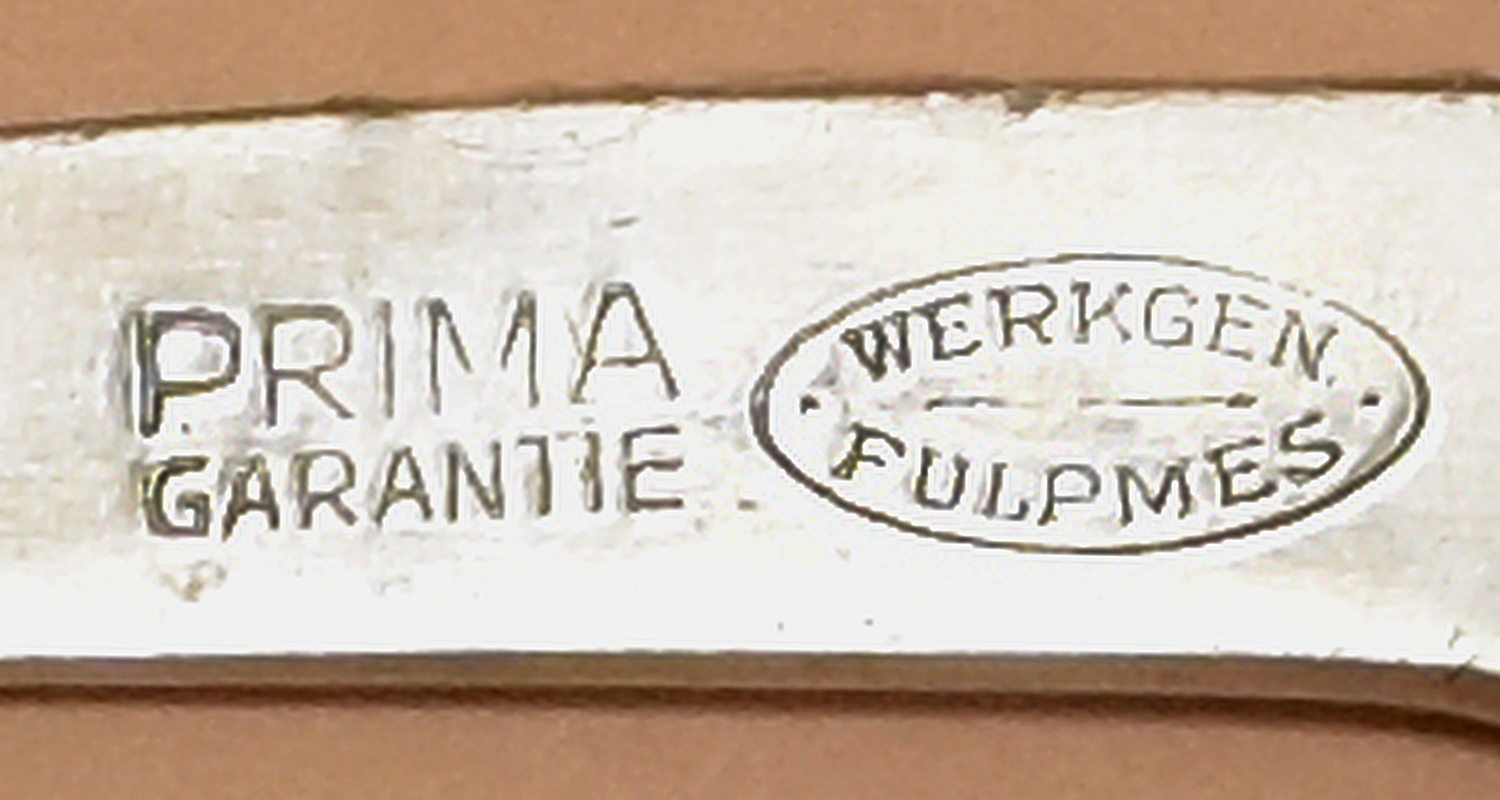 PRIMA
GARANTIE
WERKGEN.
FULPMES